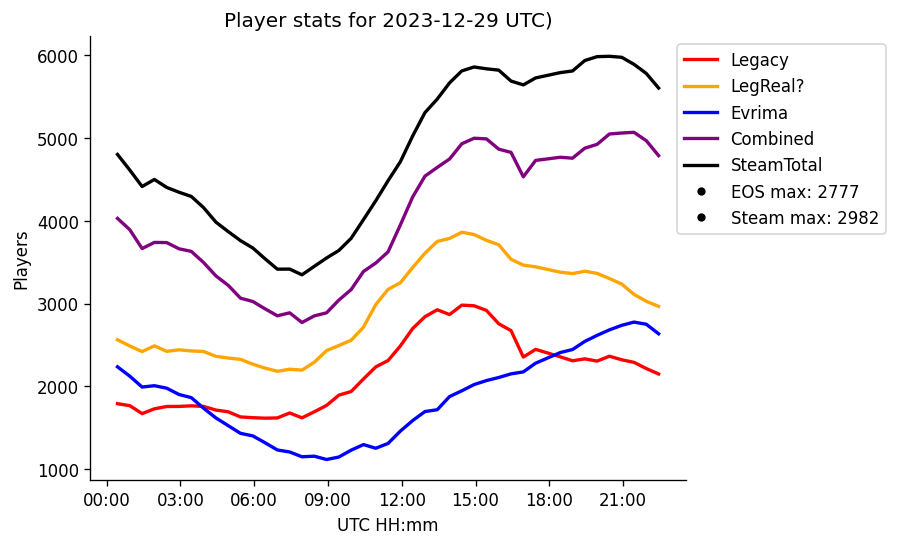 Player stats for 2023-12-29 UTC)
6000
5000
4000
3000
2000
1000
Players
00:00 03:00 06:00 09:00 12:00 15:00 18:00 21:00
UTC HH:mm
Legacy
LegReal?
Evrima
Combined
SteamTotal
EOS max: 2777
Steam max: 2982